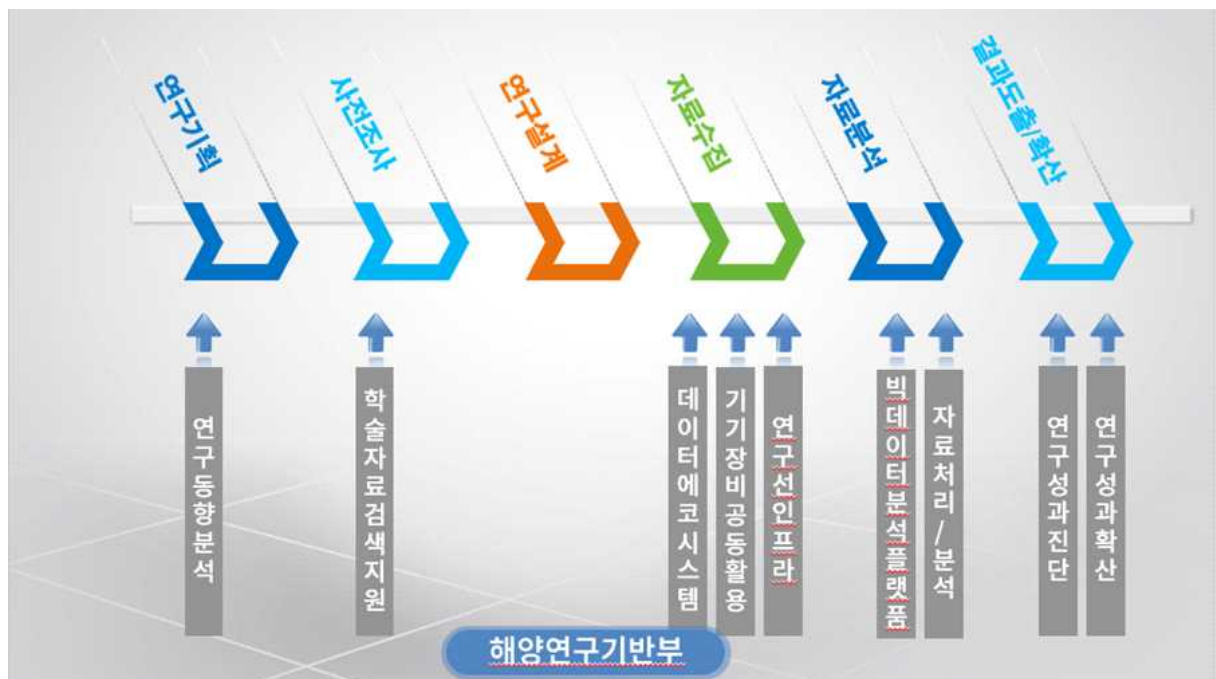 연구기획
사전조사
연구설계
자료수집
자료분석
결과도출/확산
연구동향분석
학술자료검색지원
데이터에코시스템
기기장비공동활용
연구선인프라
빅데이터분석플랫폼
자료처리/분석
연구성과진단
연구성과확산
해양연구기반부